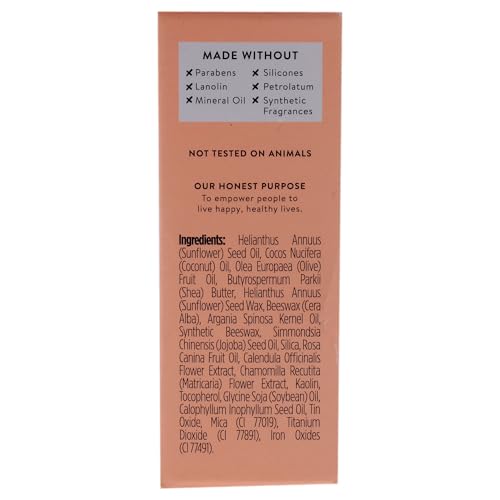 MADE WITHOUT
✗ Parabens ✗ Silicones
✗ Lanolin ✗ Petrolatum
✗ Mineral Oil ✗ Synthetic
Fragrances
NOT TESTED ON ANIMALS
OUR HONEST PURPOSE
To empower people to
live happy, healthy lives.
Ingredients: Helianthus Annuus
(Sunflower) Seed Oil, Cocos Nucifera
(Coconut) Oil, Olea Europaea (Olive)
Fruit Oil, Butyrospermum Parkii
(Shea) Butter, Helianthus Annuus
(Sunflower) Seed Wax, Beeswax (Cera
Alba), Argania Spinosa Kernel Oil,
Synthetic Beeswax, Simmondsia
Chinensis (Jojoba) Seed Oil, Silica, Rosa
Canina Fruit Oil, Calendula Officinalis
Flower Extract, Chamomilla Recutita
(Matricaria) Flower Extract, Kaolin,
Tocopherol, Glycine Soja (Soybean) Oil,
Calophyllum Inophyllum Seed Oil, Tin
Oxide, Mica (CI 77019), Titanium
Dioxide (CI 77891), Iron Oxides
(CI 77491).